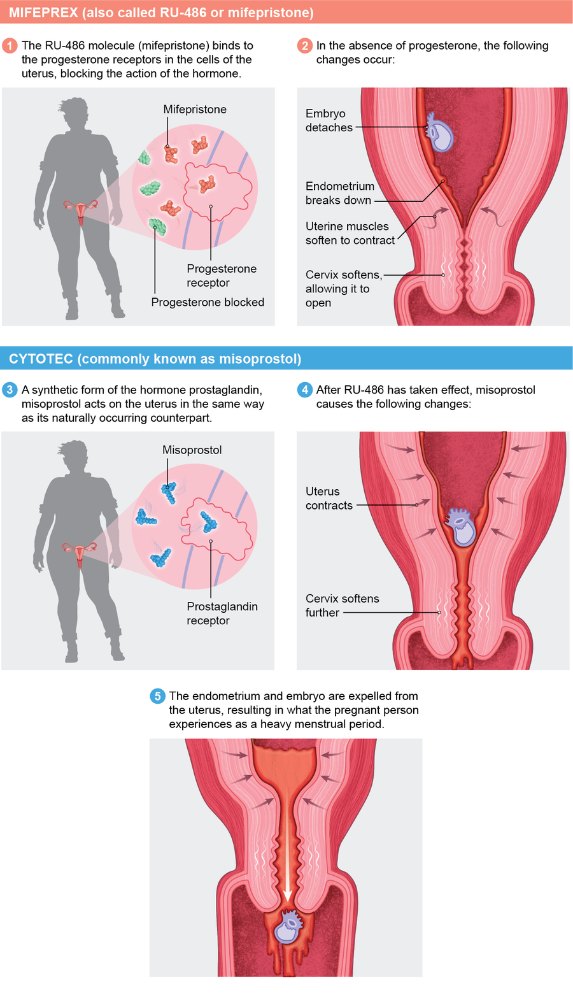 MIFEPREX (also called RU-486 or mifepristone)
1 The RU-486 molecule (mifepristone) binds to
the progesterone receptors in the cells of the
uterus, blocking the action of the hormone.
Mifepristone
Progesterone
receptor
Progesterone blocked
2 In the absence of progesterone, the following
changes occur:
Embryo
detaches
Endometrium
breaks down
Uterine muscles
soften to contract
Cervix softens,
allowing it to
open
CYTOTEC (commonly known as misoprostol)
3 A synthetic form of the hormone prostaglandin,
misoprostol acts on the uterus in the same way
as its naturally occurring counterpart.
Misoprostol
Prostaglandin
receptor
4 After RU-486 has taken effect, misoprostol
causes the following changes:
Uterus
contracts
Cervix softens
further
5 The endometrium and embryo are expelled from
the uterus, resulting in what the pregnant person
experiences as a heavy menstrual period.